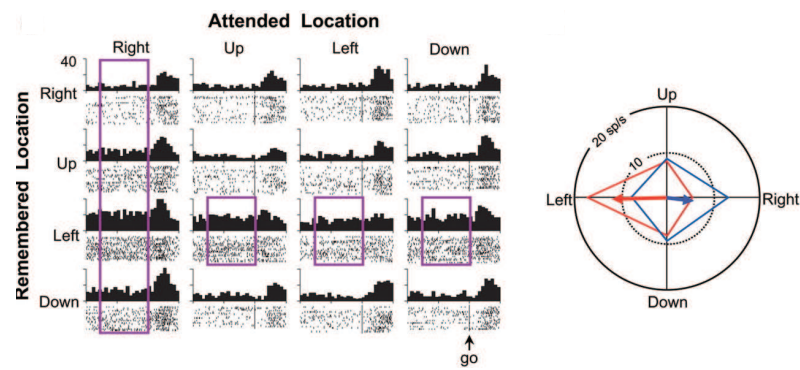 Attended Location
Right Up Left Down
40
Remembered Location
Right
Up
Left
Down
go
Up
20 sp/s
10
Left
Right
Down